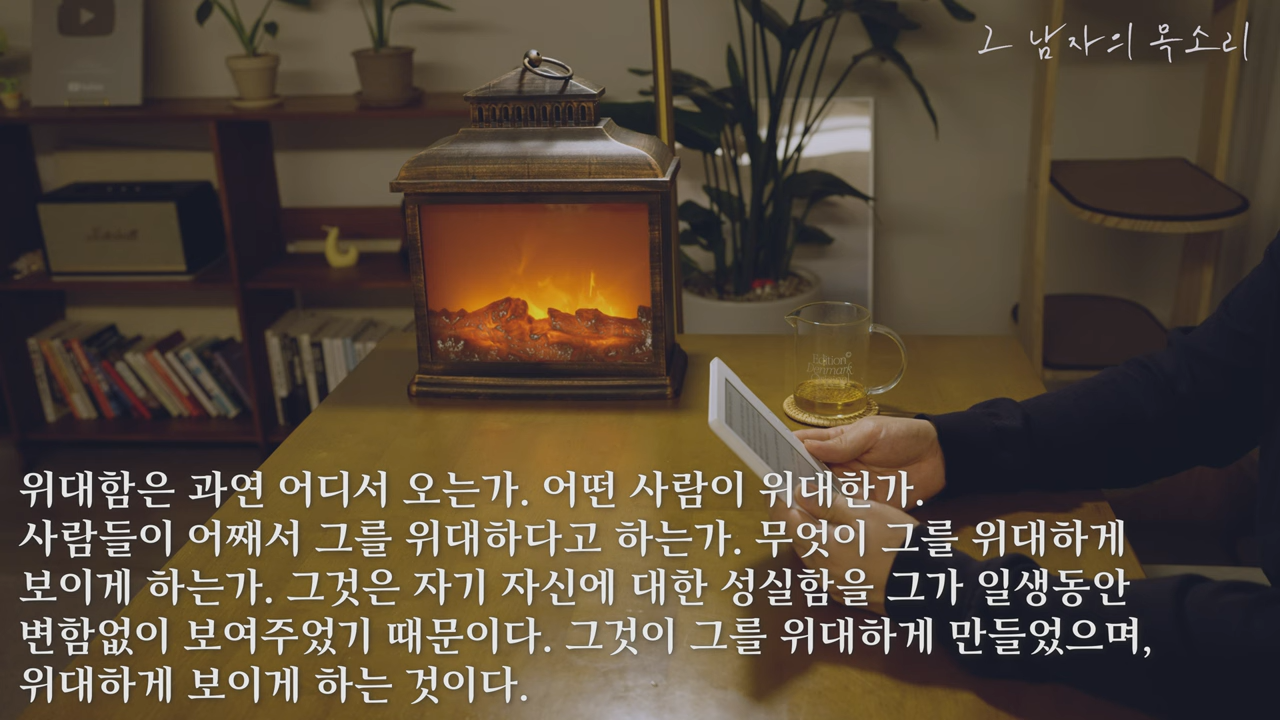 그 남자의 목소리
Marshall
Edition
Denmark
위대함은 과연 어디서 오는가. 어떤 사람이 위대한가.
사람들이 어째서 그를 위대하다고 하는가. 무엇이 그를 위대하게
보이게 하는가. 그것은 자기 자신에 대한 성실함을 그가 일생동안
변함없이 보여주었기 때문이다. 그것이 그를 위대하게 만들었으며,
위대하게 보이게 하는 것이다.